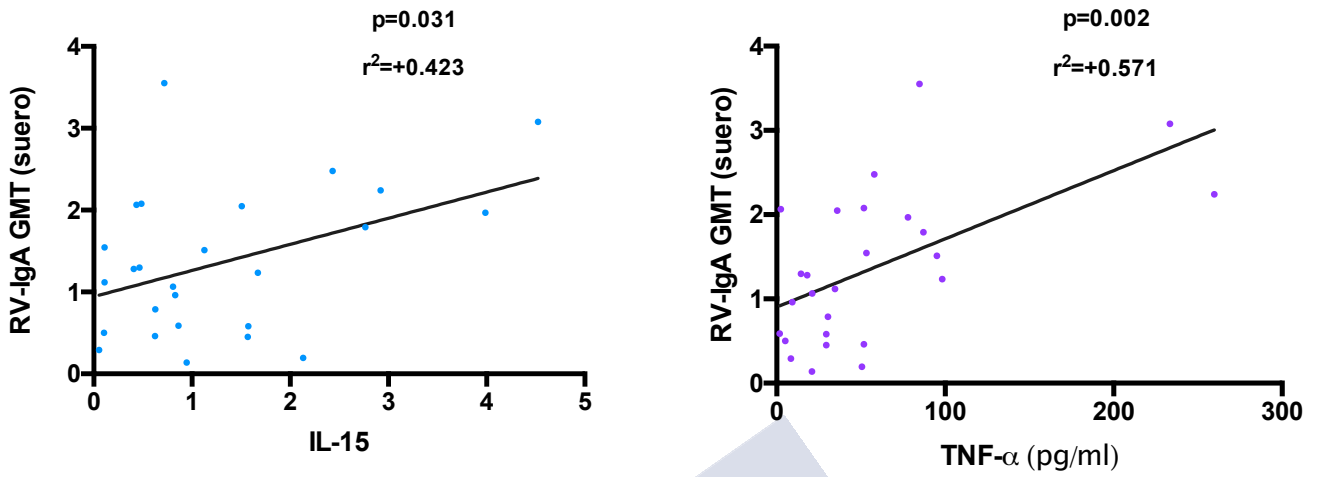 p=0.031
r²=+0.423
4
3
2
1
0
RV-IgA GMT (suero)
0 1 2 3 4 5
IL-15
p=0.002
r²=+0.571
4
3
2
1
0
RV-IgA GMT (suero)
0 100 200 300
TNF-α (pg/ml)